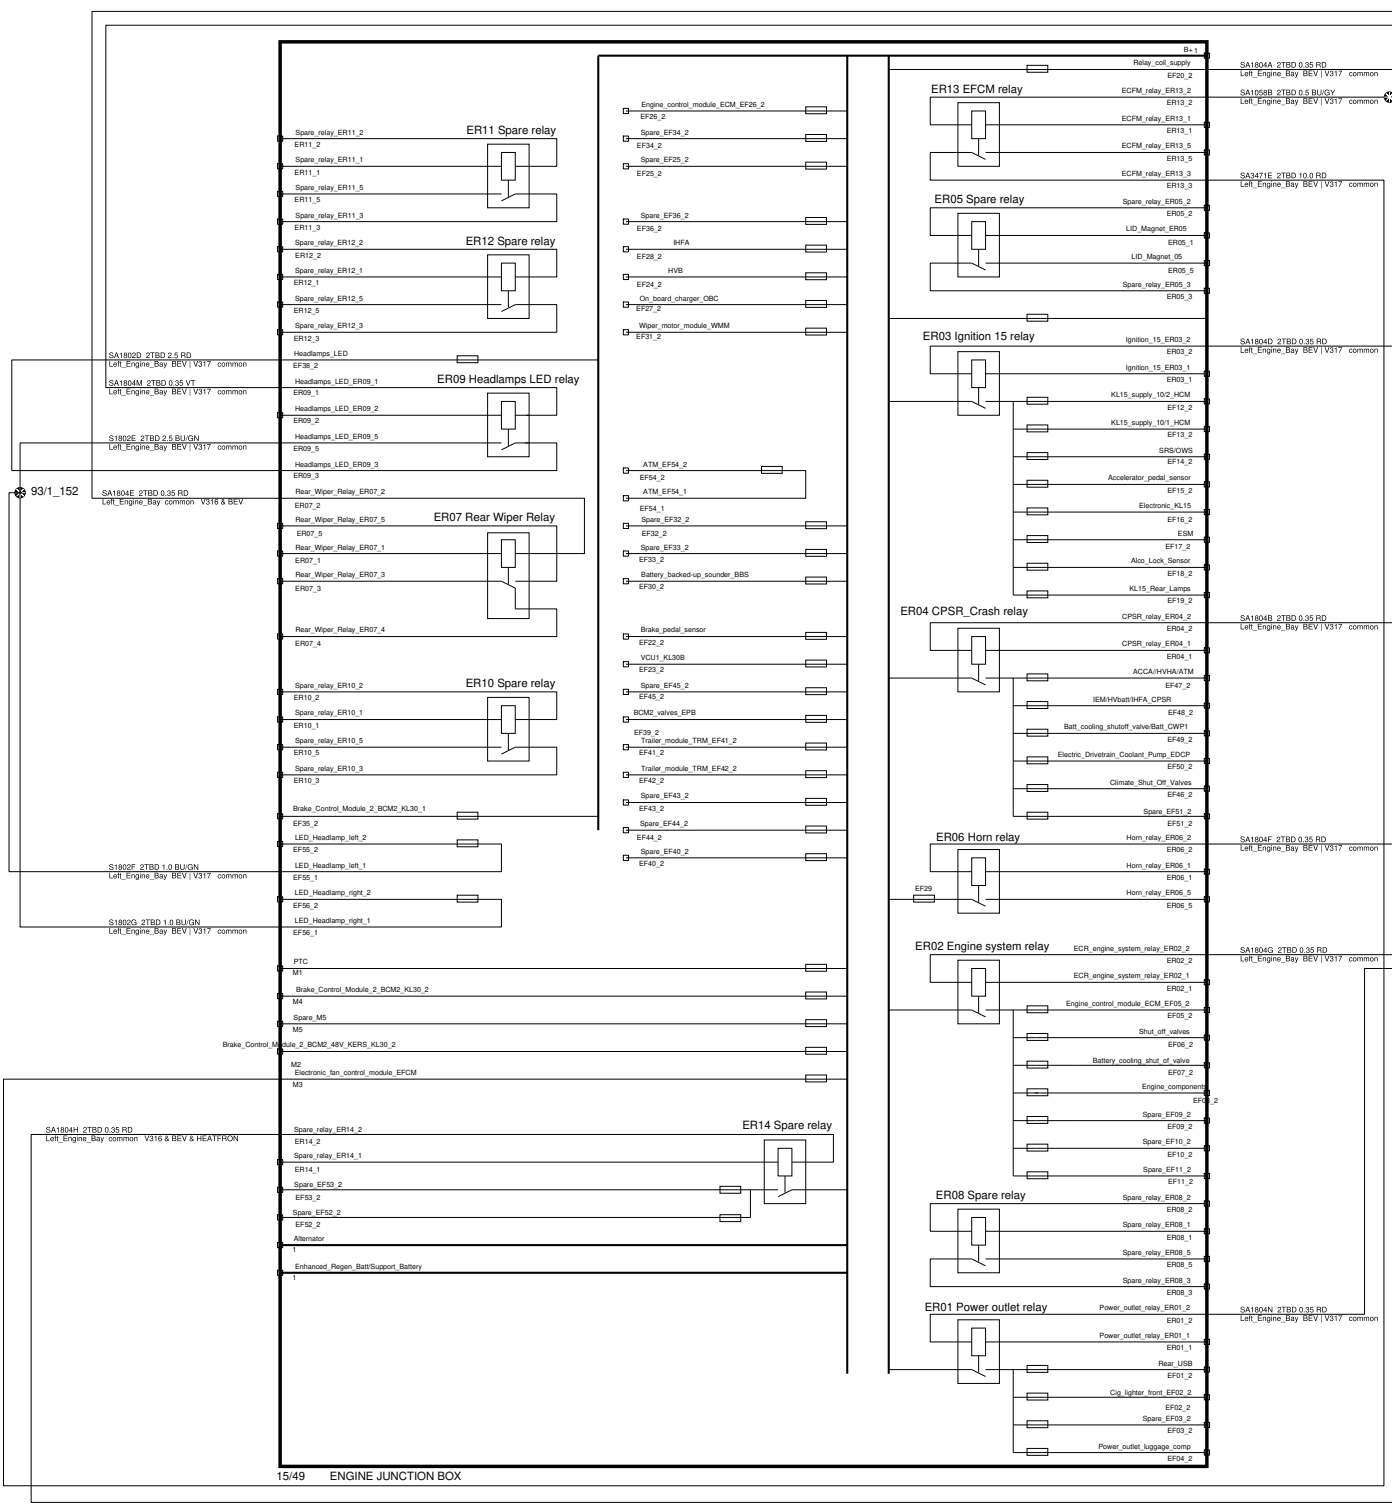 B+ 1
Relay_coil_supply
EF20_2
SA1804A 2TBD 0.35 RD
Left_Engine_Bay BEV | V317 common
ER13 EFCM relay
ECFM_relay_ER13_2
ER13_2
SA1058B 2TBD 0.5 BU/GY
Left_Engine_Bay BEV | V317 common
ECFM_relay_ER13_1
ER13_1
ECFM_relay_ER13_5
ER13_5
ECFM_relay_ER13_3
ER13_3
SA3471E 2TBD 10.0 RD
Left_Engine_Bay BEV | V317 common
ER05 Spare relay
Spare_relay_ER05_2
ER05_2
LID_Magnet_ER05
ER05_1
LID_Magnet_05
ER05_5
Spare_relay_ER05_3
ER05_3
ER03 Ignition 15 relay
Ignition_15_ER03_2
ER03_2
SA1804D 2TBD 0.35 RD
Left_Engine_Bay BEV | V317 common
Ignition_15_ER03_1
ER03_1
KL15_supply_10/2_HCM
EF12_2
KL15_supply_10/1_HCM
EF13_2
SRS/OWS
EF14_2
Accelerator_pedal_sensor
EF15_2
Electronic_KL15
EF16_2
ESM
EF17_2
Alco_Lock_Sensor
EF18_2
KL15_Rear_Lamps
EF19_2
ER04 CPSR_Crash relay
CPSR_relay_ER04_2
ER04_2
SA1804B 2TBD 0.35 RD
Left_Engine_Bay BEV | V317 common
CPSR_relay_ER04_1
ER04_1
ACCA/HVHA/ATM
EF47_2
IEM/HVbatt/IHFA_CPSR
EF48_2
Batt_cooling_shutoff_valve/Batt_CWP1
EF49_2
Electric_Drivetrain_Coolant_Pump_EDCP
EF50_2
Climate_Shut_Off_Valves
EF46_2
Spare_EF51_2
EF51_2
ER06 Horn relay
Horn_relay_ER06_2
ER06_2
SA1804F 2TBD 0.35 RD
Left_Engine_Bay BEV | V317 common
Horn_relay_ER06_1
ER06_1
EF29
Horn_relay_ER06_5
ER06_5
ER02 Engine system relay
ECR_engine_system_relay_ER02_2
ER02_2
SA1804G 2TBD 0.35 RD
Left_Engine_Bay BEV | V317 common
ECR_engine_system_relay_ER02_1
ER02_1
Engine_control_module_ECM_EF05_2
EF05_2
Shut_off_valves
EF06_2
Battery_cooling_shut_of_valve
EF07_2
Engine_components
EF08_2
Spare_EF09_2
EF09_2
Spare_EF10_2
EF10_2
Spare_EF11_2
EF11_2
ER08 Spare relay
Spare_relay_ER08_2
ER08_2
Spare_relay_ER08_1
ER08_1
Spare_relay_ER08_5
ER08_5
Spare_relay_ER08_3
ER08_3
ER01 Power outlet relay
Power_outlet_relay_ER01_2
ER01_2
SA1804N 2TBD 0.35 RD
Left_Engine_Bay BEV | V317 common
Power_outlet_relay_ER01_1
ER01_1
Rear_USB
EF01_2
Cig_lighter_front_EF02_2
EF02_2
Spare_EF03_2
EF03_2
Power_outlet_luggage_comp
EF04_2
Engine_control_module_ECM_EF26_2
EF26_2
Spare_EF34_2
EF34_2
Spare_EF25_2
EF25_2
Spare_EF36_2
EF36_2
IHFA
EF28_2
HVB
EF24_2
On_board_charger_OBC
EF27_2
Wiper_motor_module_WMM
EF31_2
ATM_EF54_2
EF54_2
ATM_EF54_1
EF54_1
Spare_EF32_2
EF32_2
Spare_EF33_2
EF33_2
Battery_backed-up_sounder_BBS
EF30_2
Brake_pedal_sensor
EF22_2
VCU1_KL30B
EF23_2
Spare_EF45_2
EF45_2
BCM2_valves_EPB
EF39_2
Trailer_module_TRM_EF41_2
EF41_2
Trailer_module_TRM_EF42_2
EF42_2
Spare_EF43_2
EF43_2
Spare_EF44_2
EF44_2
Spare_EF40_2
EF40_2
ER11 Spare relay
Spare_relay_ER11_2
ER11_2
Spare_relay_ER11_1
ER11_1
Spare_relay_ER11_5
ER11_5
Spare_relay_ER11_3
ER11_3
ER12 Spare relay
Spare_relay_ER12_2
ER12_2
Spare_relay_ER12_1
ER12_1
Spare_relay_ER12_5
ER12_5
Spare_relay_ER12_3
ER12_3
SA1802D 2TBD 2.5 RD
Left_Engine_Bay BEV | V317 common
Headlamps_LED
EF38_2
SA1804M 2TBD 0.35 VT
Left_Engine_Bay BEV | V317 common
Headlamps_LED_ER09_1
ER09_1
ER09 Headlamps LED relay
Headlamps_LED_ER09_2
ER09_2
S1802E 2TBD 2.5 BU/GN
Left_Engine_Bay BEV | V317 common
Headlamps_LED_ER09_5
ER09_5
Headlamps_LED_ER09_3
ER09_3
93/1_152
SA1804E 2TBD 0.35 RD
Left_Engine_Bay common V316 & BEV
Rear_Wiper_Relay_ER07_2
ER07_2
ER07 Rear Wiper Relay
Rear_Wiper_Relay_ER07_5
ER07_5
Rear_Wiper_Relay_ER07_1
ER07_1
Rear_Wiper_Relay_ER07_3
ER07_3
Rear_Wiper_Relay_ER07_4
ER07_4
ER10 Spare relay
Spare_relay_ER10_2
ER10_2
Spare_relay_ER10_1
ER10_1
Spare_relay_ER10_5
ER10_5
Spare_relay_ER10_3
ER10_3
Brake_Control_Module_2_BCM2_KL30_1
EF35_2
LED_Headlamp_left_2
EF55_2
S1802F 2TBD 1.0 BU/GN
Left_Engine_Bay BEV | V317 common
LED_Headlamp_left_1
EF55_1
LED_Headlamp_right_2
EF56_2
S1802G 2TBD 1.0 BU/GN
Left_Engine_Bay BEV | V317 common
LED_Headlamp_right_1
EF56_1
PTC
M1
Brake_Control_Module_2_BCM2_KL30_2
M4
Spare_M5
M5
Brake_Control_Module_2_BCM2_48V_KERS_KL30_2
M2
Electronic_fan_control_module_EFCM
M3
SA1804H 2TBD 0.35 RD
Left_Engine_Bay common V316 & BEV & HEATFRON
ER14 Spare relay
Spare_relay_ER14_2
ER14_2
Spare_relay_ER14_1
ER14_1
Spare_EF53_2
EF53_2
Spare_EF52_2
EF52_2
Alternator
1
Enhanced_Regen_Batt/Support_Battery
1
15/49 ENGINE JUNCTION BOX